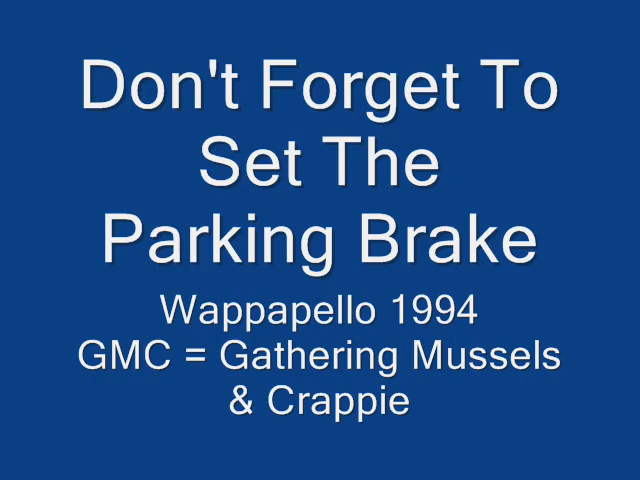 Don't Forget To
Set The
Parking Brake
Wappapello 1994
GMC = Gathering Mussels
& Crappie